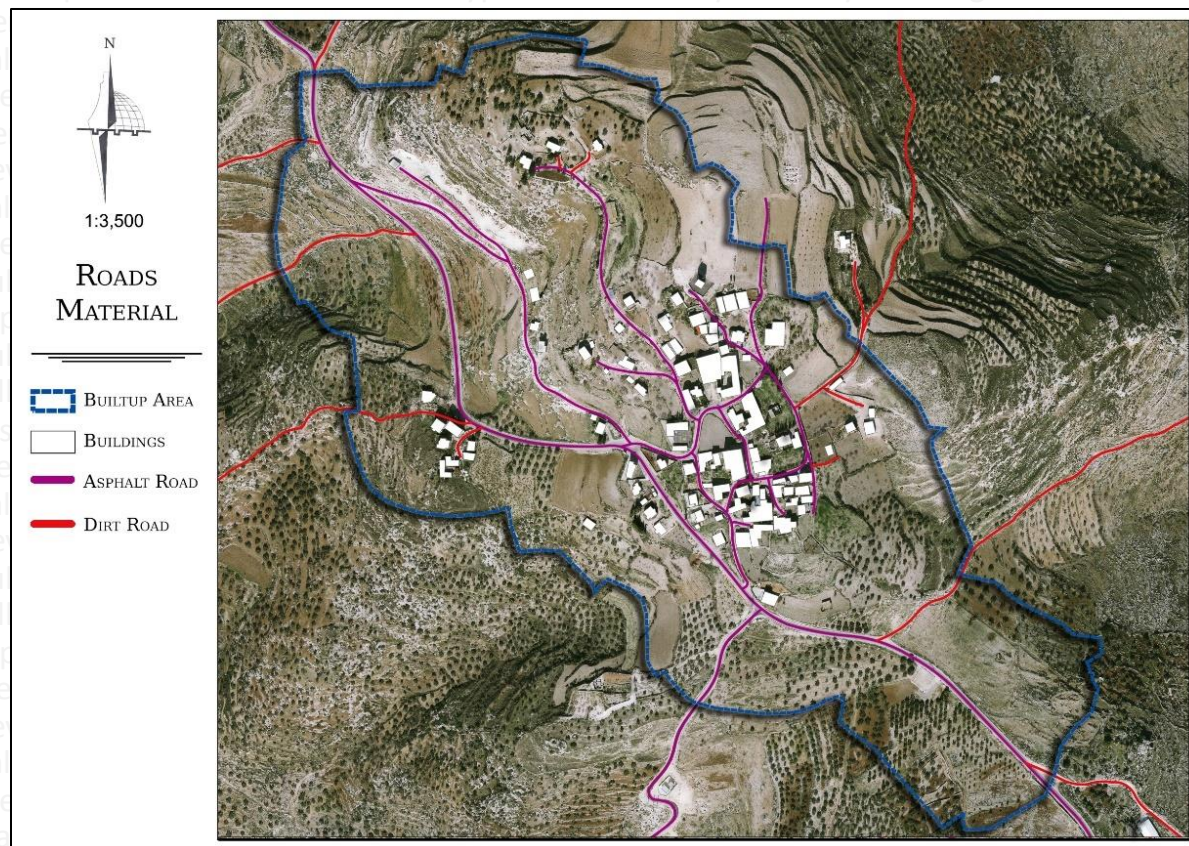 N
1:3,500
ROADS
MATERIAL
BUILTUP AREA
BUILDINGS
ASPHALT ROAD
DIRT ROAD